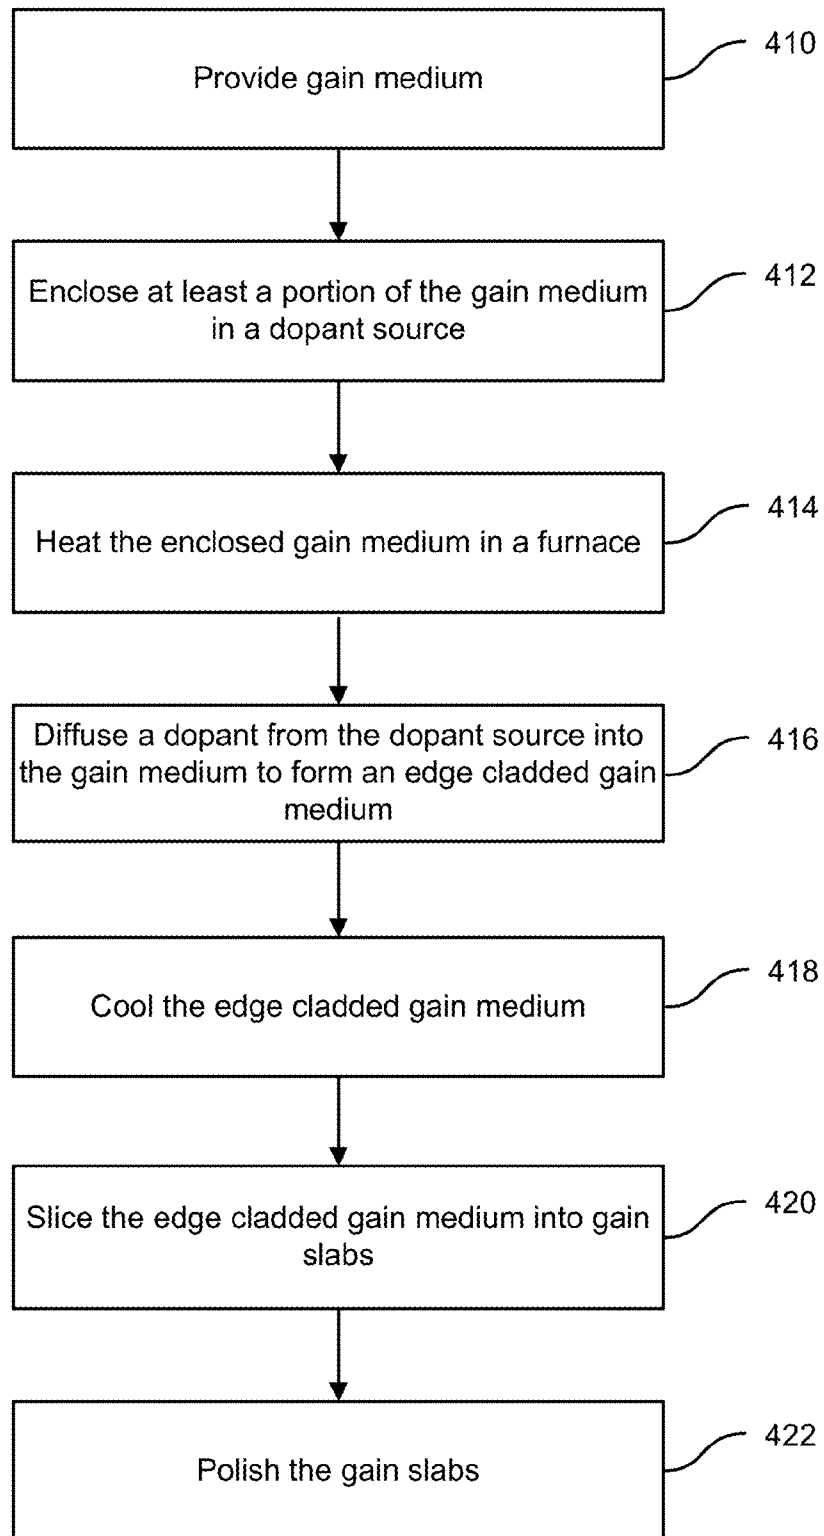 Provide gain medium
410
Enclose at least a portion of the gain medium
in a dopant source
412
Heat the enclosed gain medium in a furnace
414
Diffuse a dopant from the dopant source into
the gain medium to form an edge cladded gain
medium
416
Cool the edge cladded gain medium
418
Slice the edge cladded gain medium into gain
slabs
420
Polish the gain slabs
422